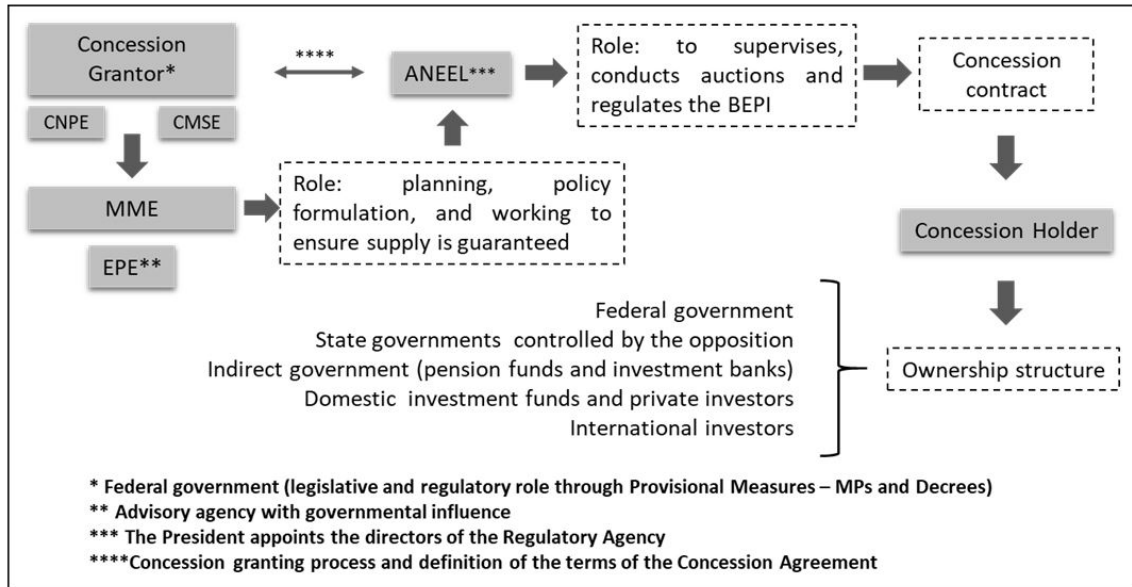 Concession
Grantor*
****
ANEEL***
Role: to supervises,
conducts auctions and
regulates the BEPI
Concession
contract
CNPE
CMSE
MME
Role: planning, policy
formulation, and working to
ensure supply is guaranteed
EPE**
Concession Holder
Federal government
State governments controlled by the opposition
Indirect government (pension funds and investment banks)
Domestic investment funds and private investors
International investors
Ownership structure
* Federal government (legislative and regulatory role through Provisional Measures – MPs and Decrees)
** Advisory agency with governmental influence
*** The President appoints the directors of the Regulatory Agency
****Concession granting process and definition of the terms of the Concession Agreement